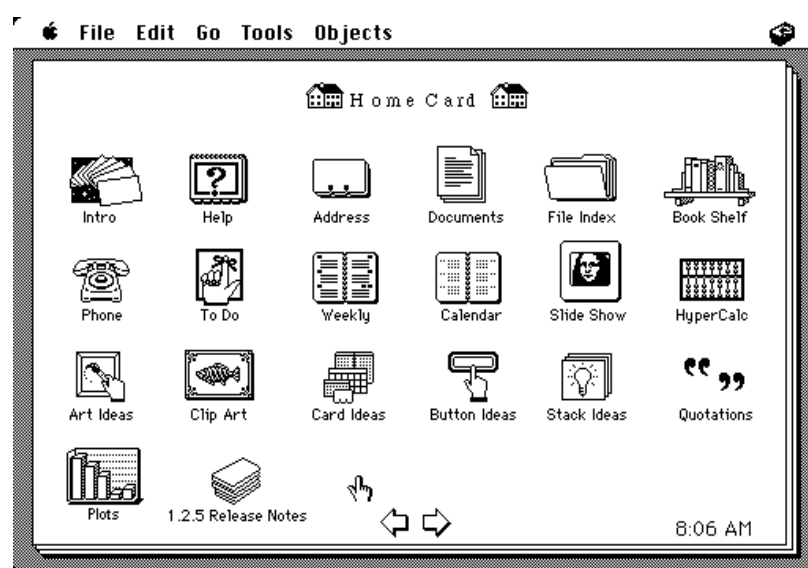 File Edit Go Tools Objects
Home Card
Intro Help Address Documents File Index Book Shelf
Phone To Do Weekly Calendar Slide Show HyperCalc
Art Ideas Clip Art Card Ideas Button Ideas Stack Ideas Quotations
Plots 1.2.5 Release Notes
8:06 AM